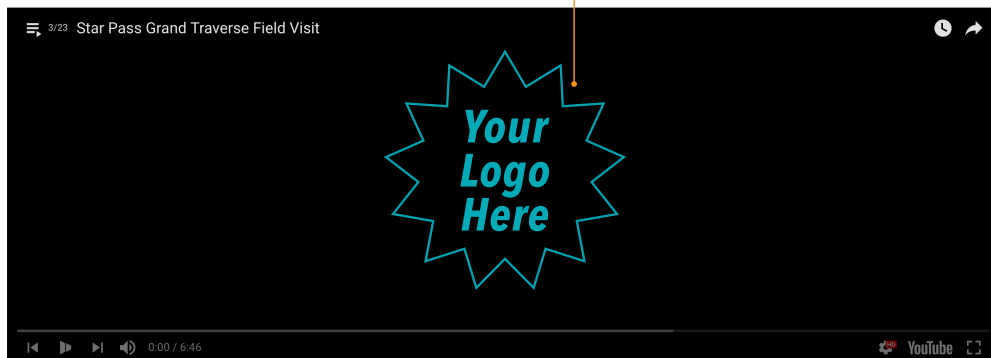 3/23 Star Pass Grand Traverse Field Visit
Your
Logo
Here
0:00 / 6:46
HD
YouTube